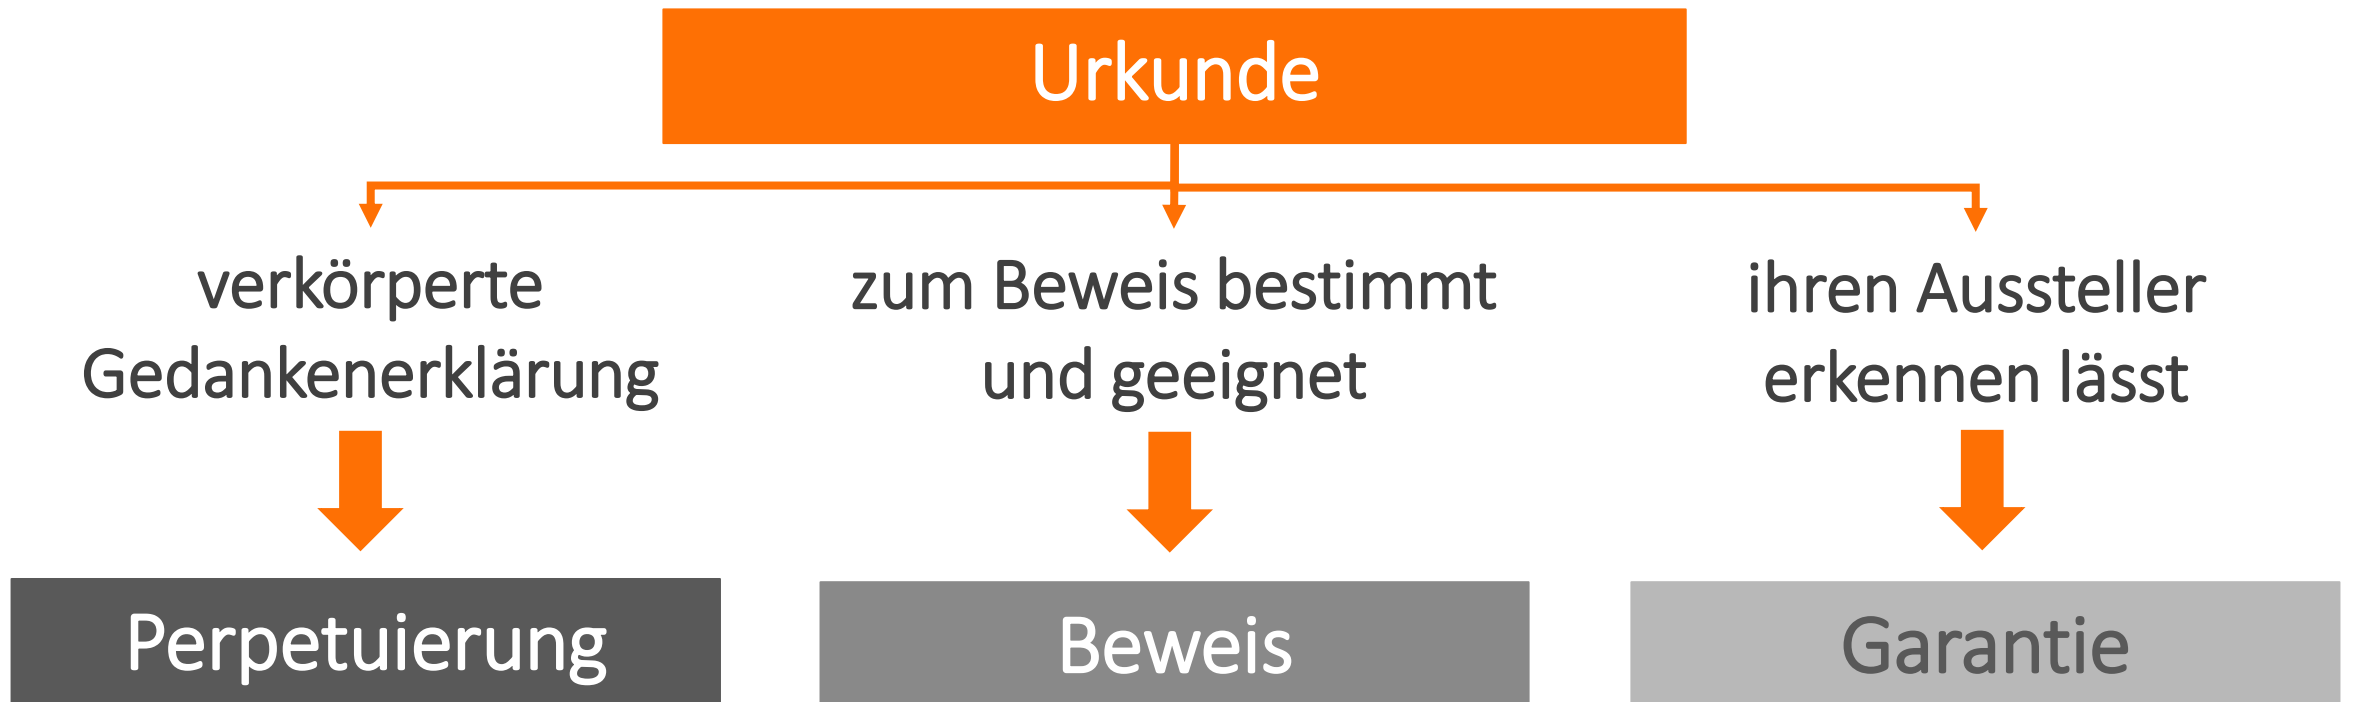 Urkunde
verkörperte
Gedankenerklärung
zum Beweis bestimmt
und geeignet
ihren Aussteller
erkennen lässt
Perpetuierung
Beweis
Garantie